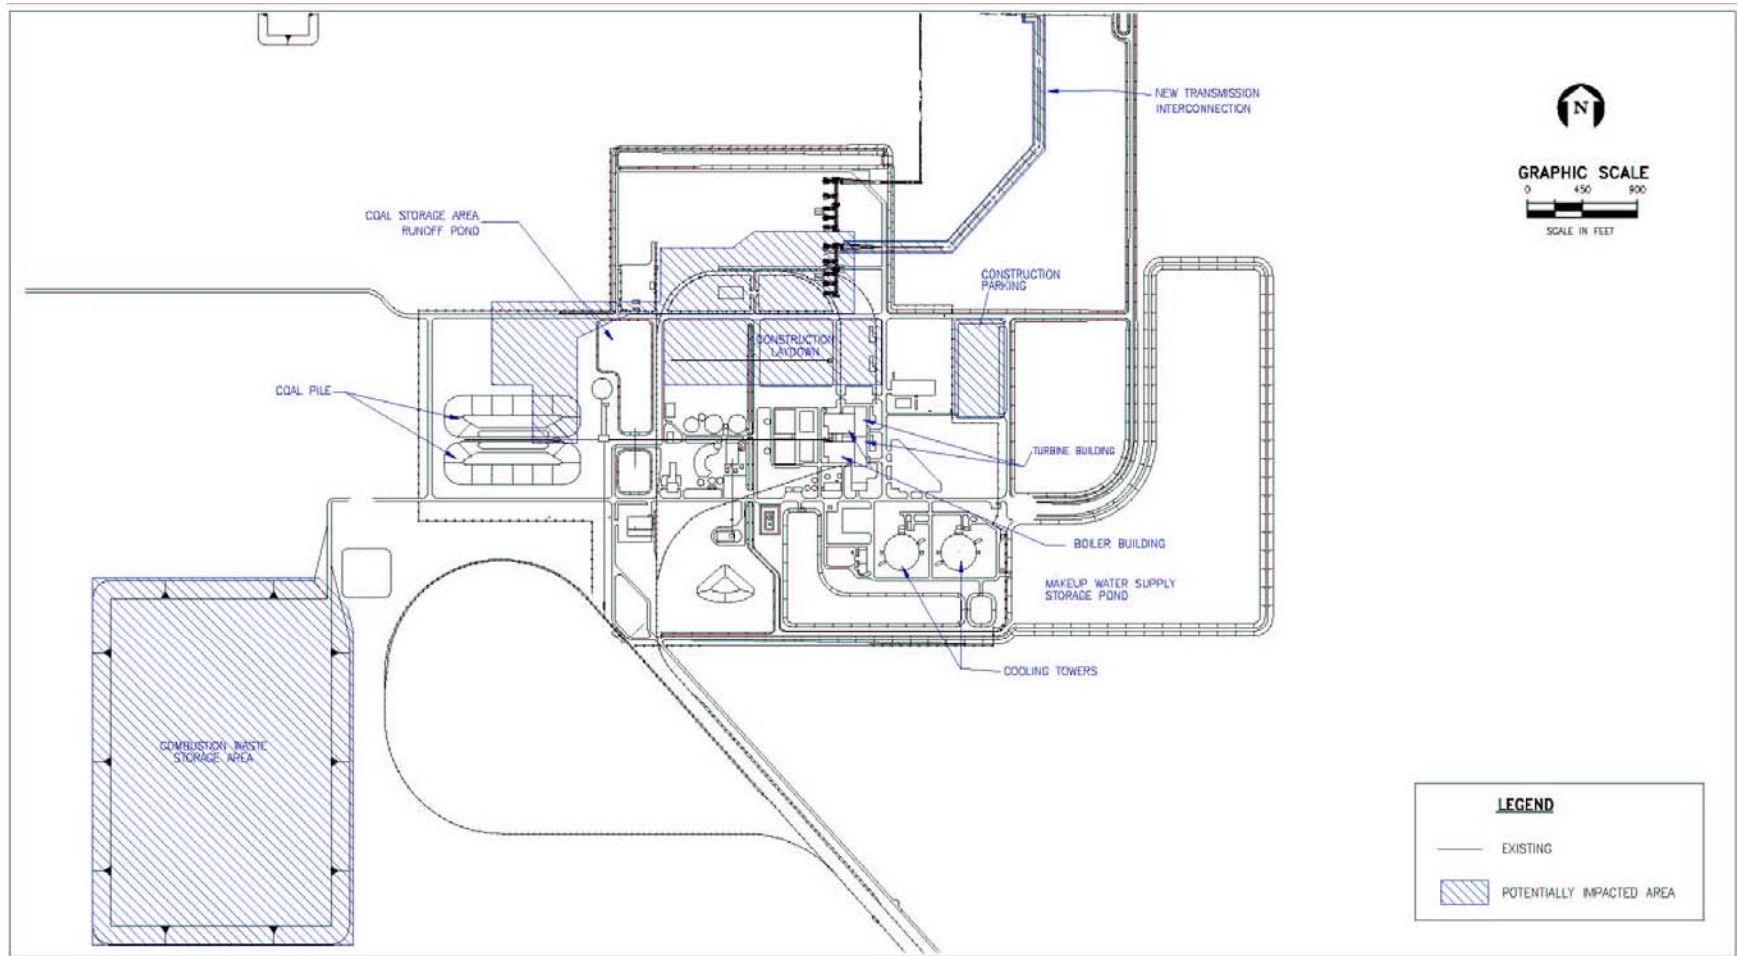 NEW TRANSMISSION
INTERCONNECTION
N
GRAPHIC SCALE
0 450 900
SCALE IN FEET
COAL STORAGE AREA
RUNOFF POND
CONSTRUCTION
PARKING
CONSTRUCTION
LAYDOWN
COAL PILE
TURBINE BUILDING
BOILER BUILDING
MAKEUP WATER SUPPLY
STORAGE POND
COOLING TOWERS
COMBUSTION WASTE
STORAGE AREA
LEGEND
EXISTING
POTENTIALLY IMPACTED AREA